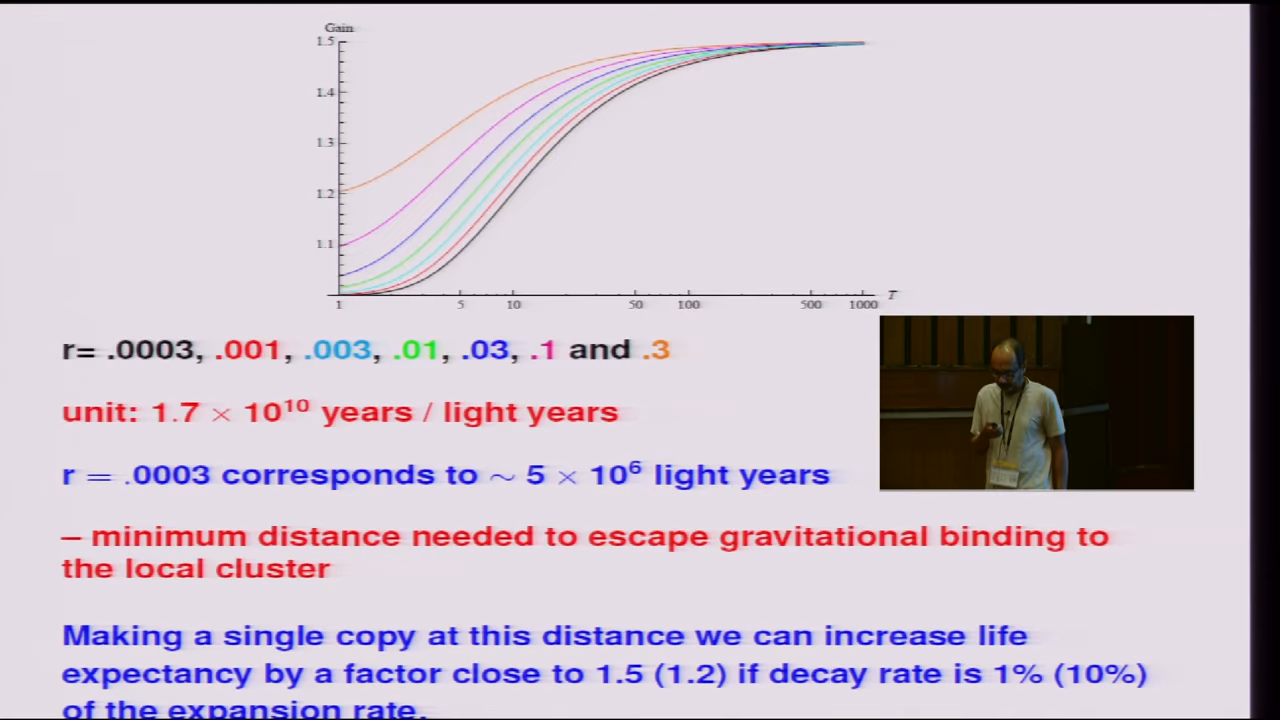 Gain
1.5
1.4
1.3
1.2
1.1
1 5 10 50 100 500 1000 T
r= .0003, .001, .003, .01, .03, .1 and .3
unit: 1.7 × 10¹⁰ years / light years
r = .0003 corresponds to ∼ 5 × 10⁶ light years
– minimum distance needed to escape gravitational binding to
the local cluster
Making a single copy at this distance we can increase life
expectancy by a factor close to 1.5 (1.2) if decay rate is 1% (10%)
of the expansion rate.